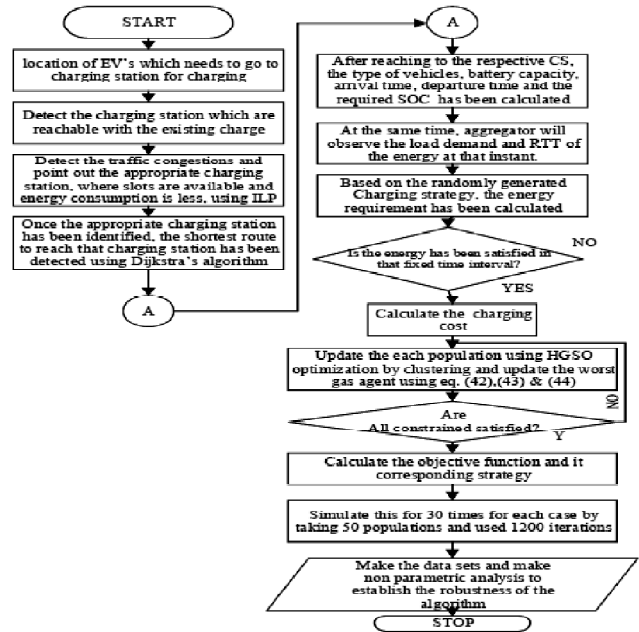 START
location of EV's which needs to go to
charging station for charging
Detect the charging station which are
reachable with the existing charge
Detect the traffic congestions and
point out the appropriate charging
station, where slots are available and
energy consumption is less, using ILP
Once the appropriate charging station
has been identified, the shortest route
to reach that charging station has been
detected using Dijkstra's algorithm
A
A
After reaching to the respective CS,
the type of vehicles, battery capacity,
arrival time, departure time and the
required SOC has been calculated
At the same time, aggregator will
observe the load demand and RTT of
the energy at that instant.
Based on the randomly generated
Charging strategy, the energy
requirement has been calculated
NO
Is the energy has been satisfied in
that fixed time interval?
YES
Calculate the charging
cost
Update the each population using HGSO
optimization by clustering and update the worst
gas agent using eq. (42),(43) & (44)
NO
Are
All constrained satisfied?
Y
Calculate the objective function and it
corresponding strategy
Simulate this for 30 times for each case by
taking 50 populations and used 1200 iterations
Make the data sets and make
non parametric analysis to
establish the robustness of the
algorithm
STOP